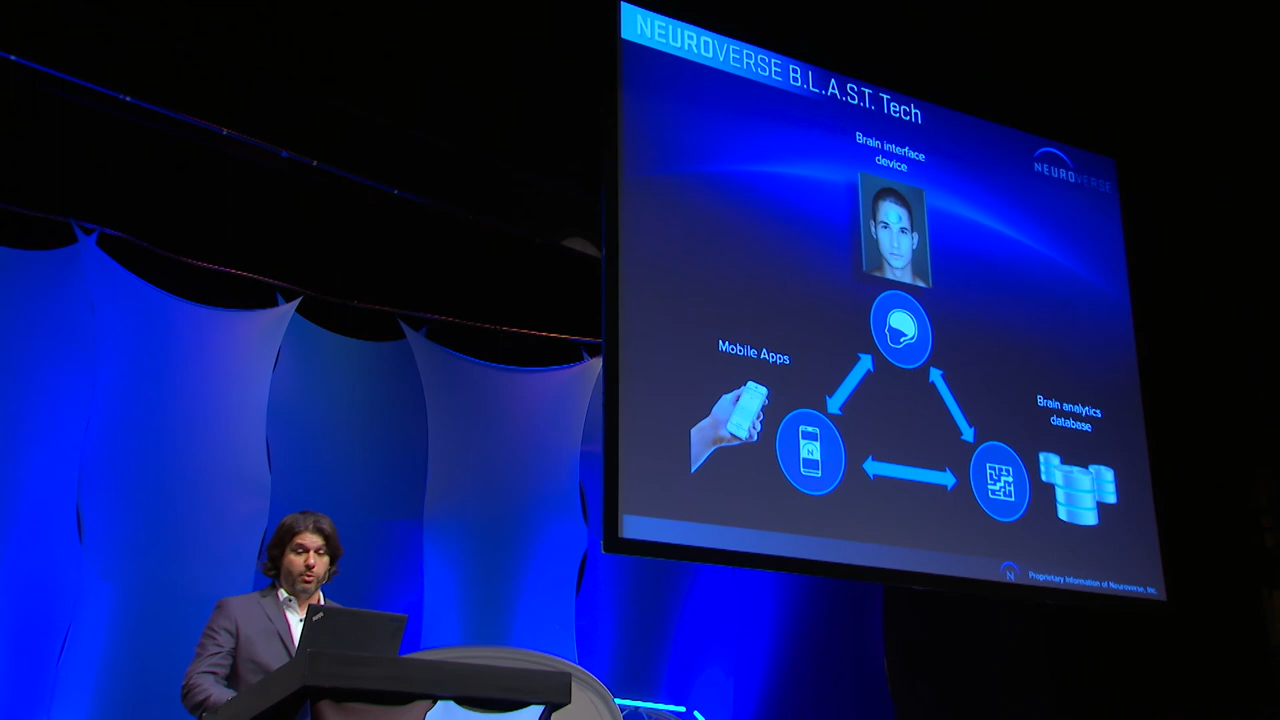 NEUROVERSE B.L.A.S.T. Tech
Brain interface
device
NEUROVERSE
Mobile Apps
Brain analytics
database
N
N
Proprietary Information of Neuroverse, Inc.